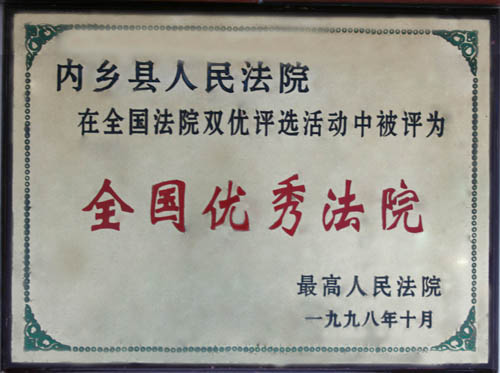 内乡县人民法院
在全国法院双优评选活动中被评为
全国优秀法院
最高人民法院
一九九八年十月